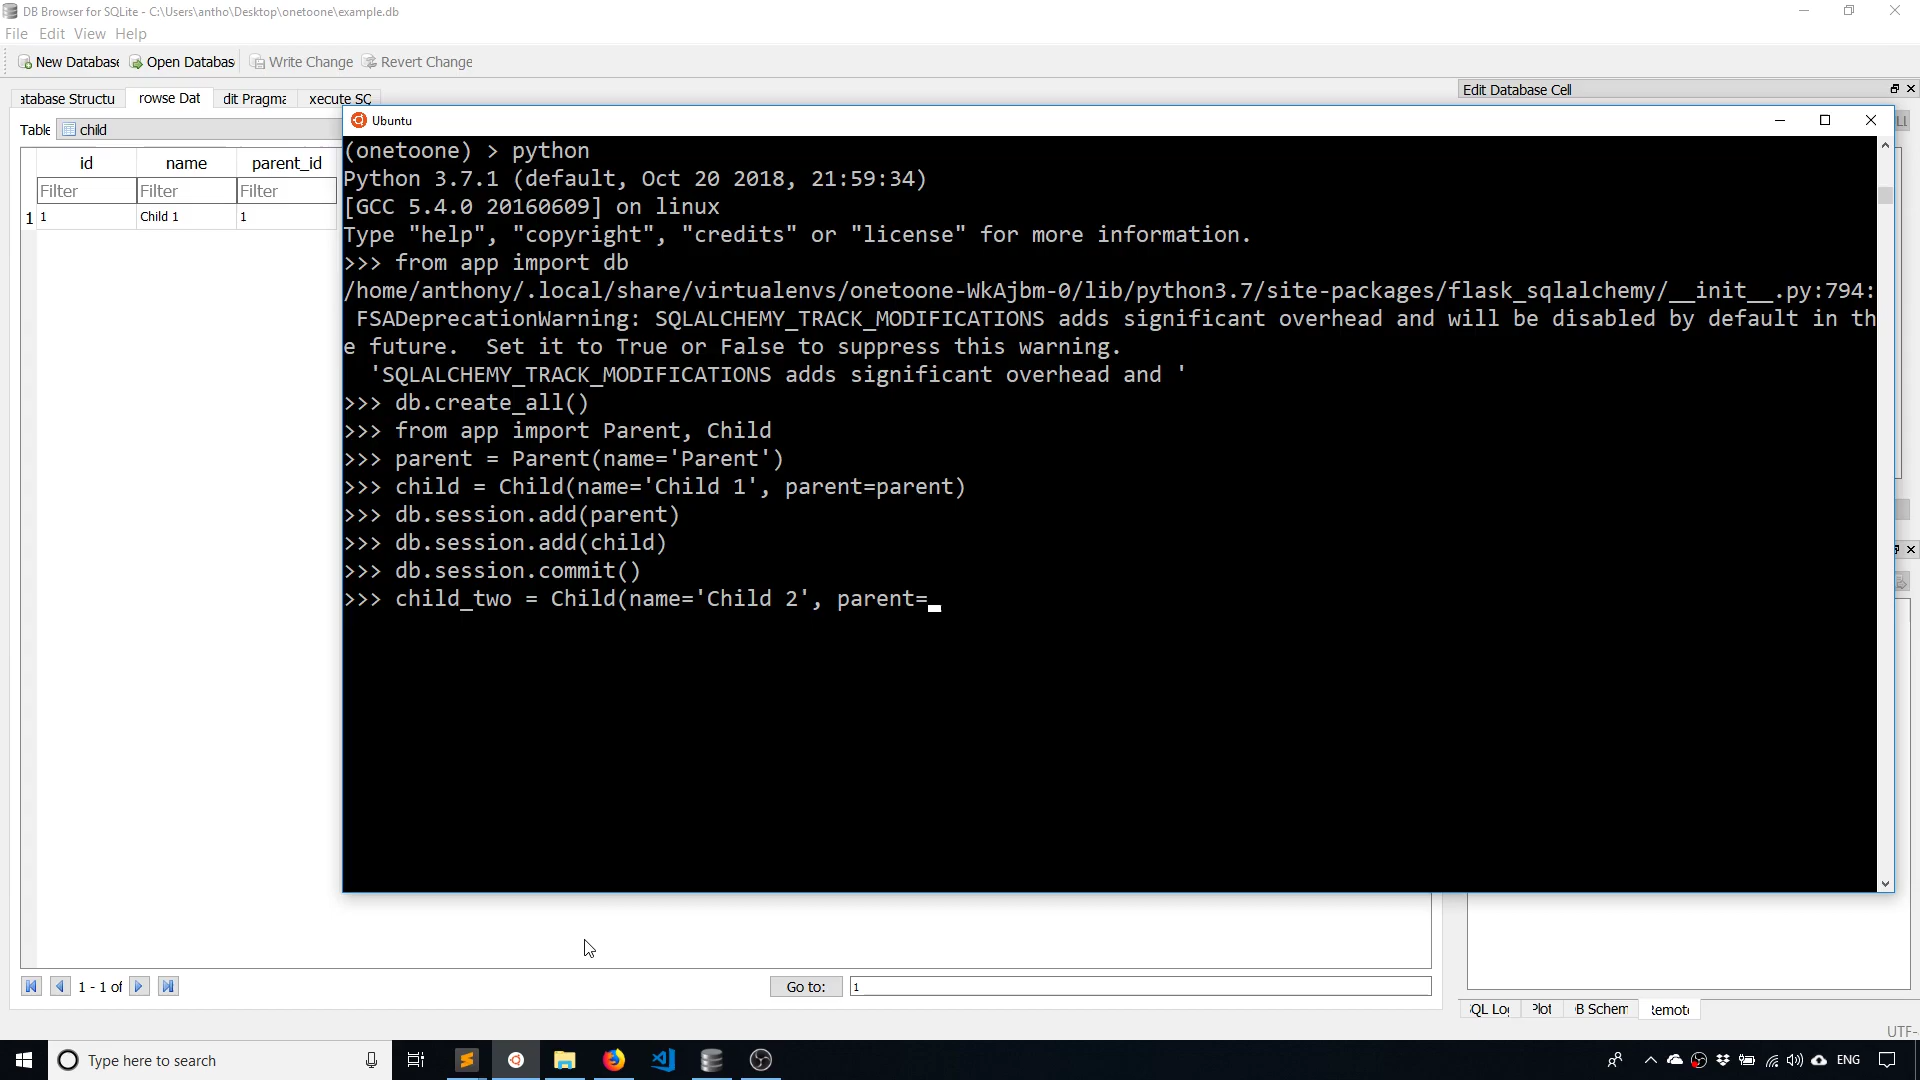 DB Browser for SQLite - C:\Users\antho\Desktop\onetoone\example.db
File Edit View Help
New Database Open Databas Write Change Revert Change
atabase Structu rowse Dat dit Pragma xecute SQ
Edit Database Cell
Table child
Ubuntu
id name parent_id
Filter Filter Filter
1 1 Child 1 1
(onetoone) > python
Python 3.7.1 (default, Oct 20 2018, 21:59:34)
[GCC 5.4.0 20160609] on linux
Type "help", "copyright", "credits" or "license" for more information.
>>> from app import db
/home/anthony/.local/share/virtualenvs/onetoone-WkAjbm-0/lib/python3.7/site-packages/flask_sqlalchemy/__init__.py:794:
FSADeprecationWarning: SQLALCHEMY_TRACK_MODIFICATIONS adds significant overhead and will be disabled by default in th
e future.  Set it to True or False to suppress this warning.
'SQLALCHEMY_TRACK_MODIFICATIONS adds significant overhead and '
>>> db.create_all()
>>> from app import Parent, Child
>>> parent = Parent(name='Parent')
>>> child = Child(name='Child 1', parent=parent)
>>> db.session.add(parent)
>>> db.session.add(child)
>>> db.session.commit()
>>> child_two = Child(name='Child 2', parent=
1 - 1 of
Go to: 1
QL Log Plot B Schem Remote
UTF-
Type here to search
ENG